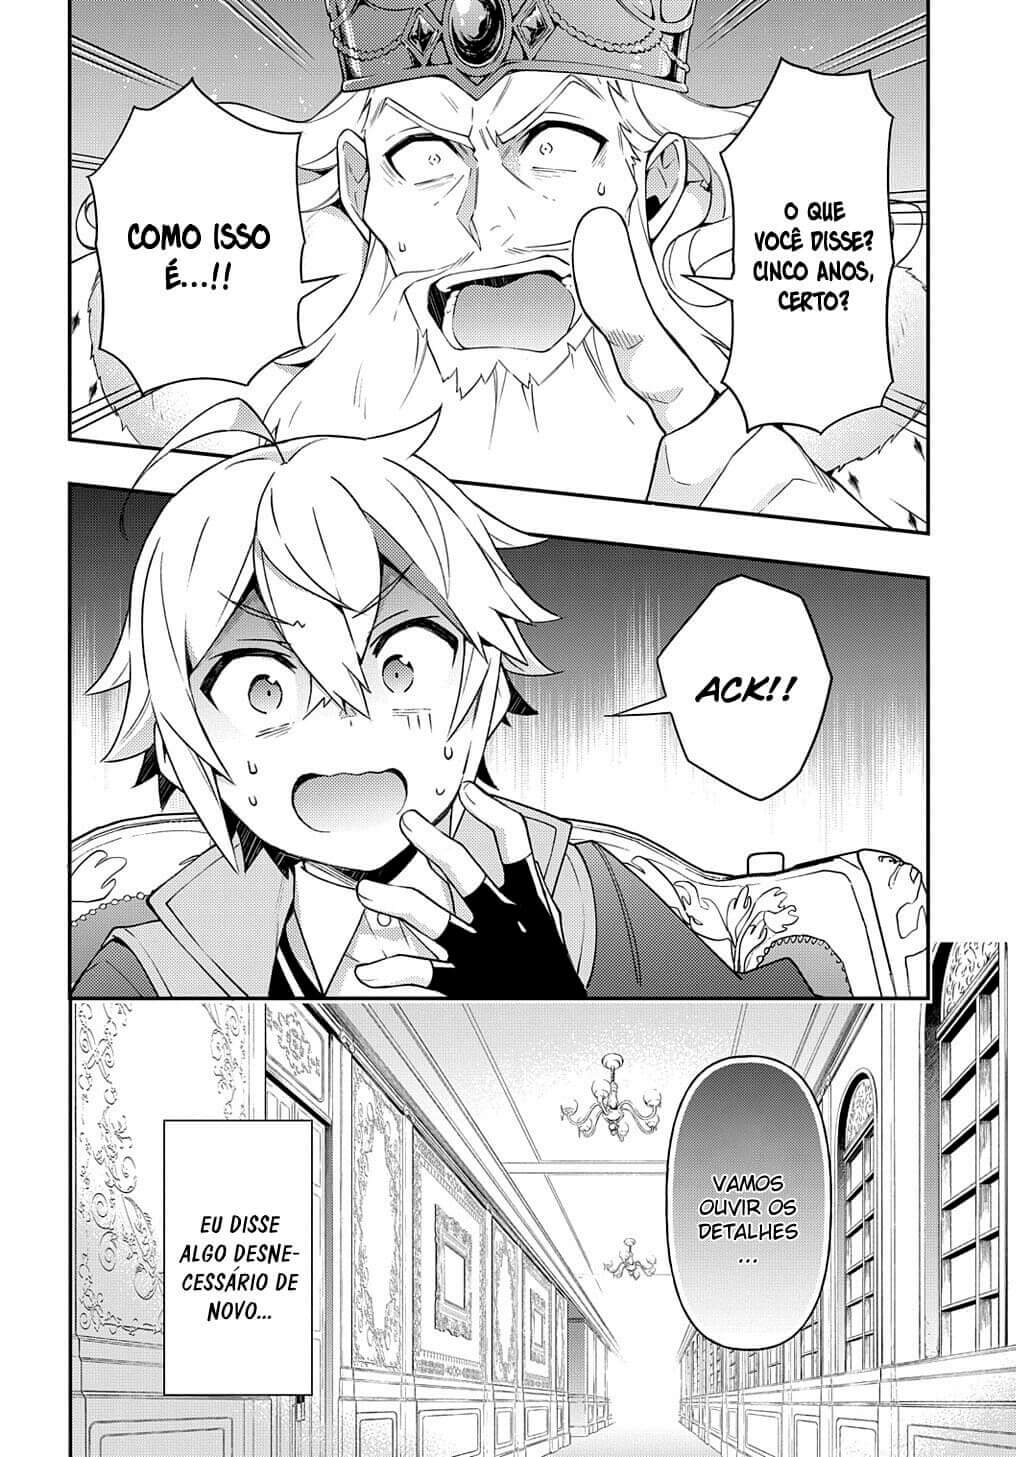 O QUE
VOCÊ DISSE?
CINCO ANOS,
CERTO?
COMO ISSO
É...!!
ACK!!
VAMOS
OUVIR OS
DETALHES
...
EU DISSE
ALGO DESNE-
CESSÁRIO DE
NOVO...